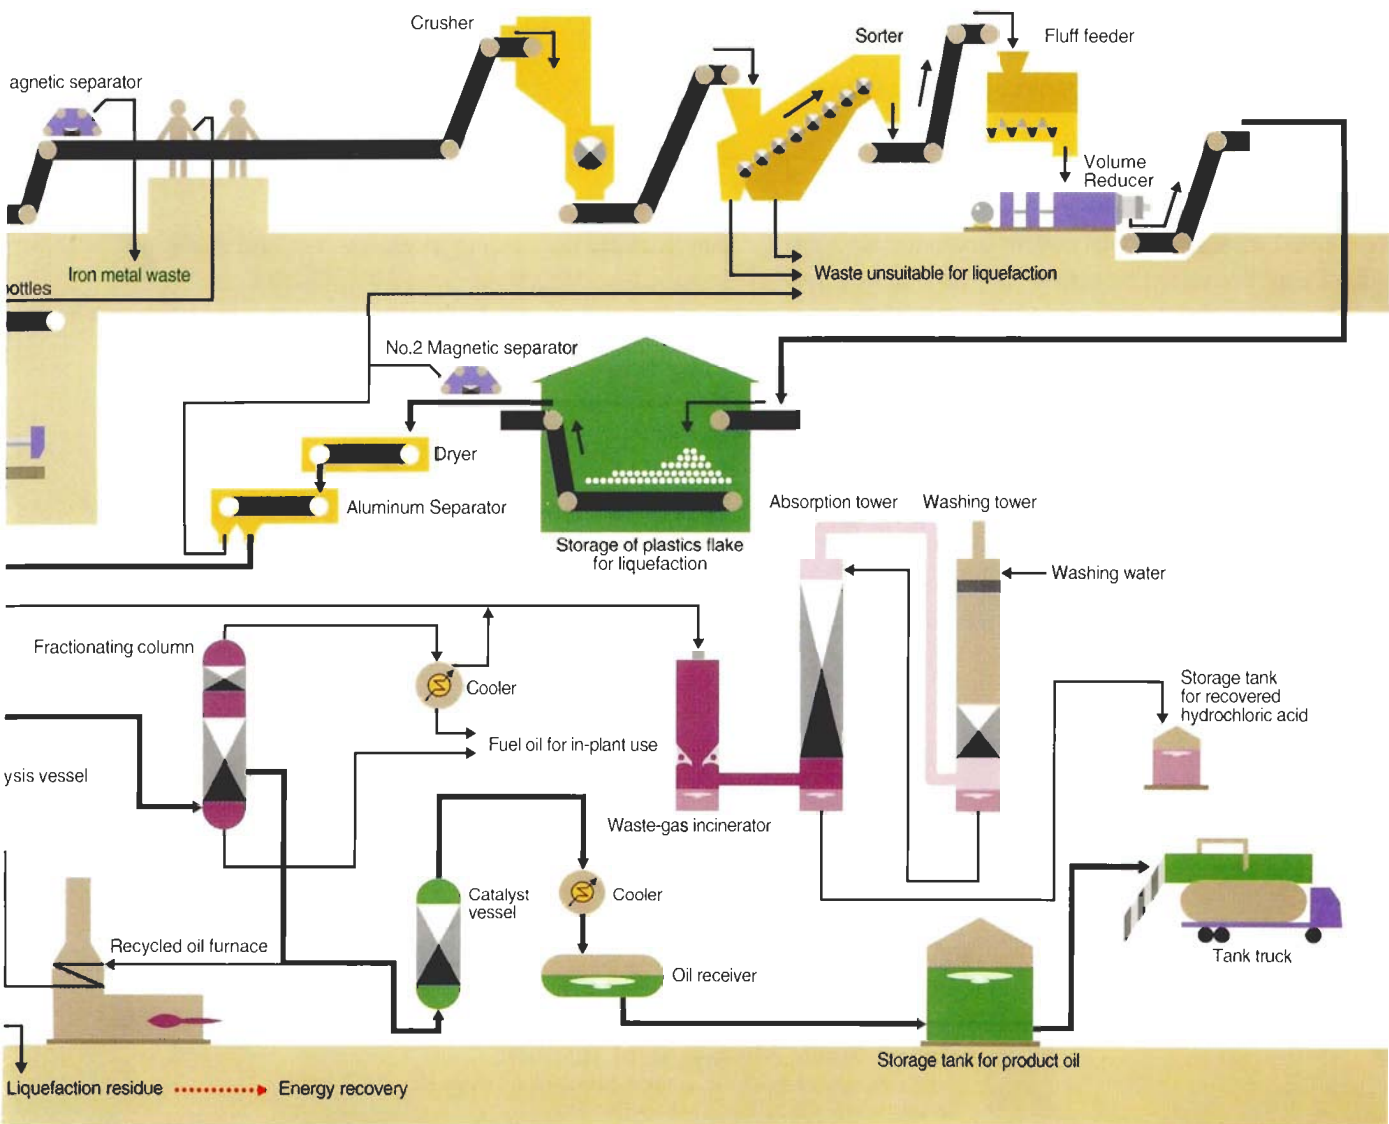 Crusher
Sorter
Fluff feeder
agnetic separator
Volume
Reducer
Iron metal waste
Waste unsuitable for liquefaction
ottles
No.2 Magnetic separator
Dryer
Aluminum Separator
Storage of plastics flake
for liquefaction
Absorption tower
Washing tower
Washing water
Fractionating column
Cooler
Storage tank
for recovered
hydrochloric acid
Fuel oil for in-plant use
ysis vessel
Waste-gas incinerator
Catalyst
vessel
Cooler
Recycled oil furnace
Oil receiver
Tank truck
Storage tank for product oil
Liquefaction residue
Energy recovery